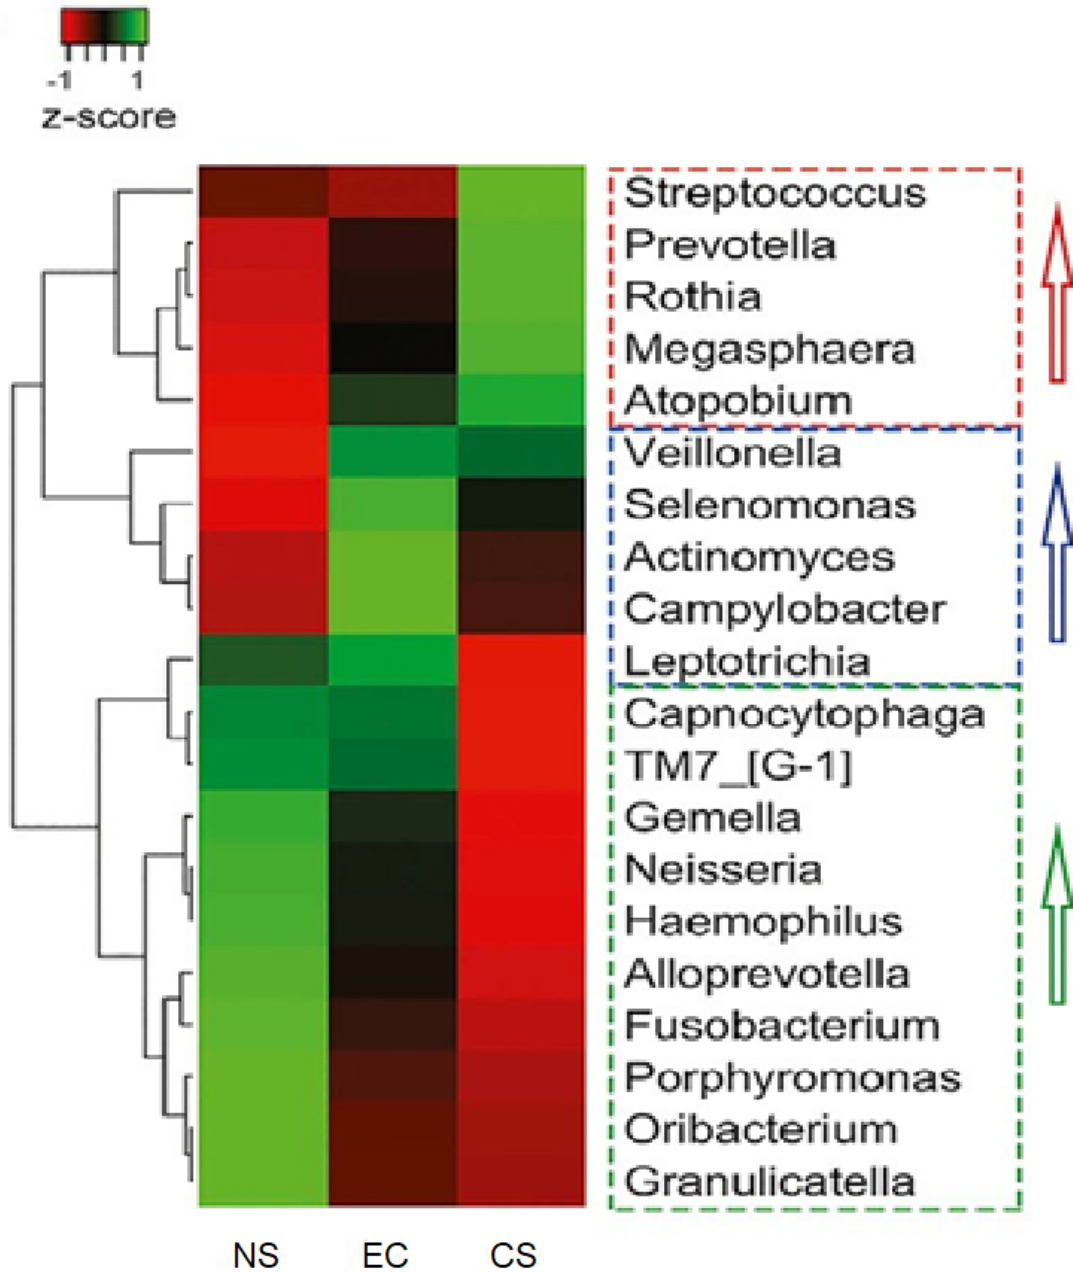 -1 1
z-score
Streptococcus
Prevotella
Rothia
Megasphaera
Atopobium
Veillonella
Selenomonas
Actinomyces
Campylobacter
Leptotrichia
Capnocytophaga
TM7_[G-1]
Gemella
Neisseria
Haemophilus
Alloprevotella
Fusobacterium
Porphyromonas
Oribacterium
Granulicatella
NS EC CS